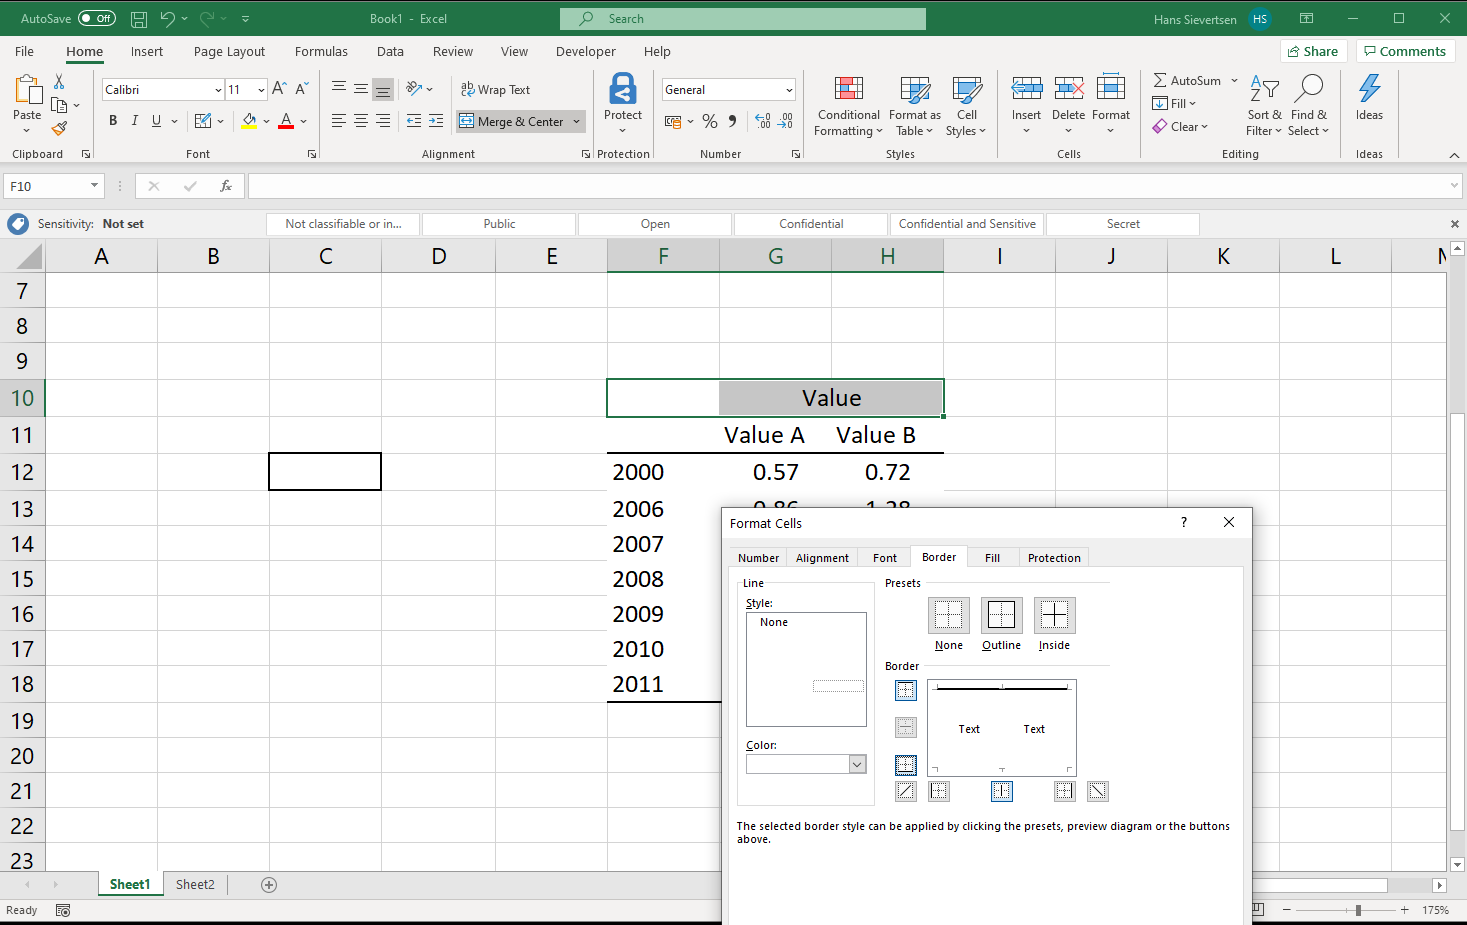 AutoSave Off Book1 - Excel Search Hans Sievertsen HS
File Home Insert Page Layout Formulas Data Review View Developer Help Share Comments
Calibri 11 ab Wrap Text General AutoSum
Paste B I U Merge & Center Protect % Conditional Formatting Format as Table Cell Styles Insert Delete Format Fill Clear Sort & Filter Find & Select Ideas
Clipboard Font Alignment Protection Number Styles Cells Editing Ideas
F10 fx
Sensitivity: Not set Not classifiable or in... Public Open Confidential Confidential and Sensitive Secret
A B C D E F G H I J K L
7
8
9
10 Value
11 Value A Value B
12 2000 0.57 0.72
13 2006 0.86 1.28
14 2007
15 2008
16 2009
17 2010
18 2011
19
20
21
22
23
Format Cells ?
Number Alignment Font Border Fill Protection
Line Presets
Style:
None
None Outline Inside
Border
Text Text
Color:
The selected border style can be applied by clicking the presets, preview diagram or the buttons
above.
Sheet1 Sheet2
Ready 175%